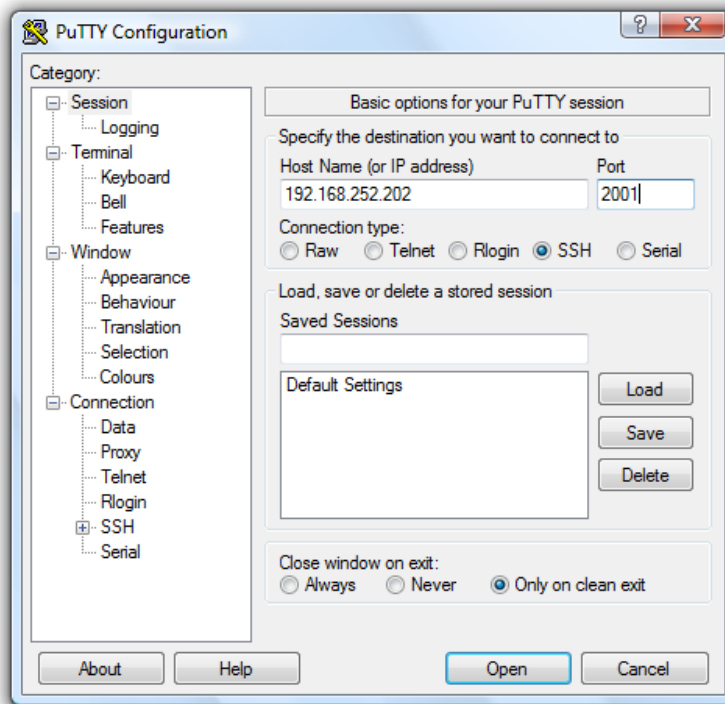 PuTTY Configuration
?
X
Category:
Session
Logging
Terminal
Keyboard
Bell
Features
Window
Appearance
Behaviour
Translation
Selection
Colours
Connection
Data
Proxy
Telnet
Rlogin
SSH
Serial
Basic options for your PuTTY session
Specify the destination you want to connect to
Host Name (or IP address) Port
192.168.252.202 2001
Connection type:
Raw Telnet Rlogin SSH Serial
Load, save or delete a stored session
Saved Sessions
Default Settings
Load
Save
Delete
Close window on exit:
Always Never Only on clean exit
About Help Open Cancel